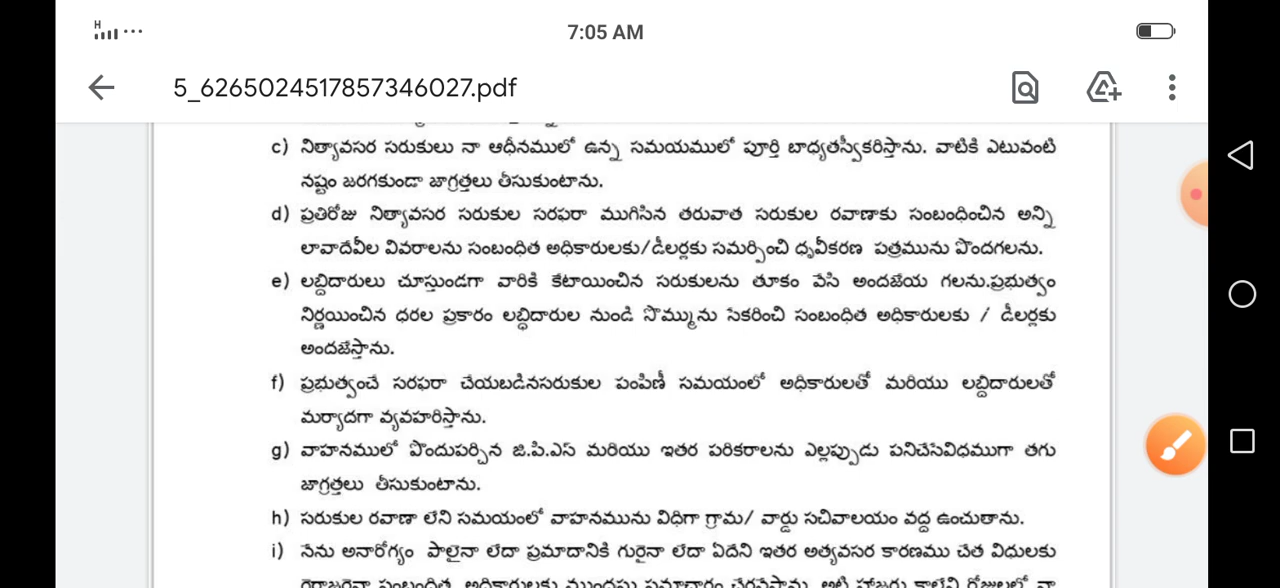 H
7:05 AM
5_6265024517857346027.pdf
c) నిత్యావసర సరుకులు నా ఆధీనములో ఉన్న సమయములో పూర్తి బాధ్యతస్వీకరిస్తాను. వాటికి ఎటువంటి
నష్టం జరగకుండా జాగ్రత్తలు తీసుకుంటాను.
d) ప్రతిరోజు నిత్యావసర సరుకుల సరఫరా ముగిసిన తరువాత సరుకుల రవాణాకు సంబంధించిన అన్ని
లావాదేవీల వివరాలను సంబంధిత అధికారులకు/డీలర్లకు సమర్పించి ధృవీకరణ పత్రమును పొందగలను.
e) లబ్దిదారులు చూస్తుండగా వారికి కేటాయించిన సరుకులను తూకం వేసి అందజేయ గలను.ప్రభుత్వం
నిర్ణయించిన ధరల ప్రకారం లబ్ధిదారుల నుండి సొమ్మును సేకరించి సంబంధిత అధికారులకు / డీలర్లకు
అందజేస్తాను.
f) ప్రభుత్వంచే సరఫరా చేయబడినసరుకుల పంపిణీ సమయంలో అధికారులతో మరియు లబ్దిదారులతో
మర్యాదగా వ్యవహరిస్తాను.
g) వాహనములో పొందుపర్చిన జి.పి.ఎస్ మరియు ఇతర పరికరాలను ఎల్లప్పుడు పనిచేసేవిధముగా తగు
జాగ్రత్తలు తీసుకుంటాను.
h) సరుకుల రవాణా లేని సమయంలో వాహనమును విధిగా గ్రామ/ వార్డు సచివాలయం వద్ద ఉంచుతాను.
i) నేను అనారోగ్యం పాలైనా లేదా ప్రమాదానికి గురైనా లేదా ఏదేని ఇతర అత్యవసర కారణము చేత విధులకు